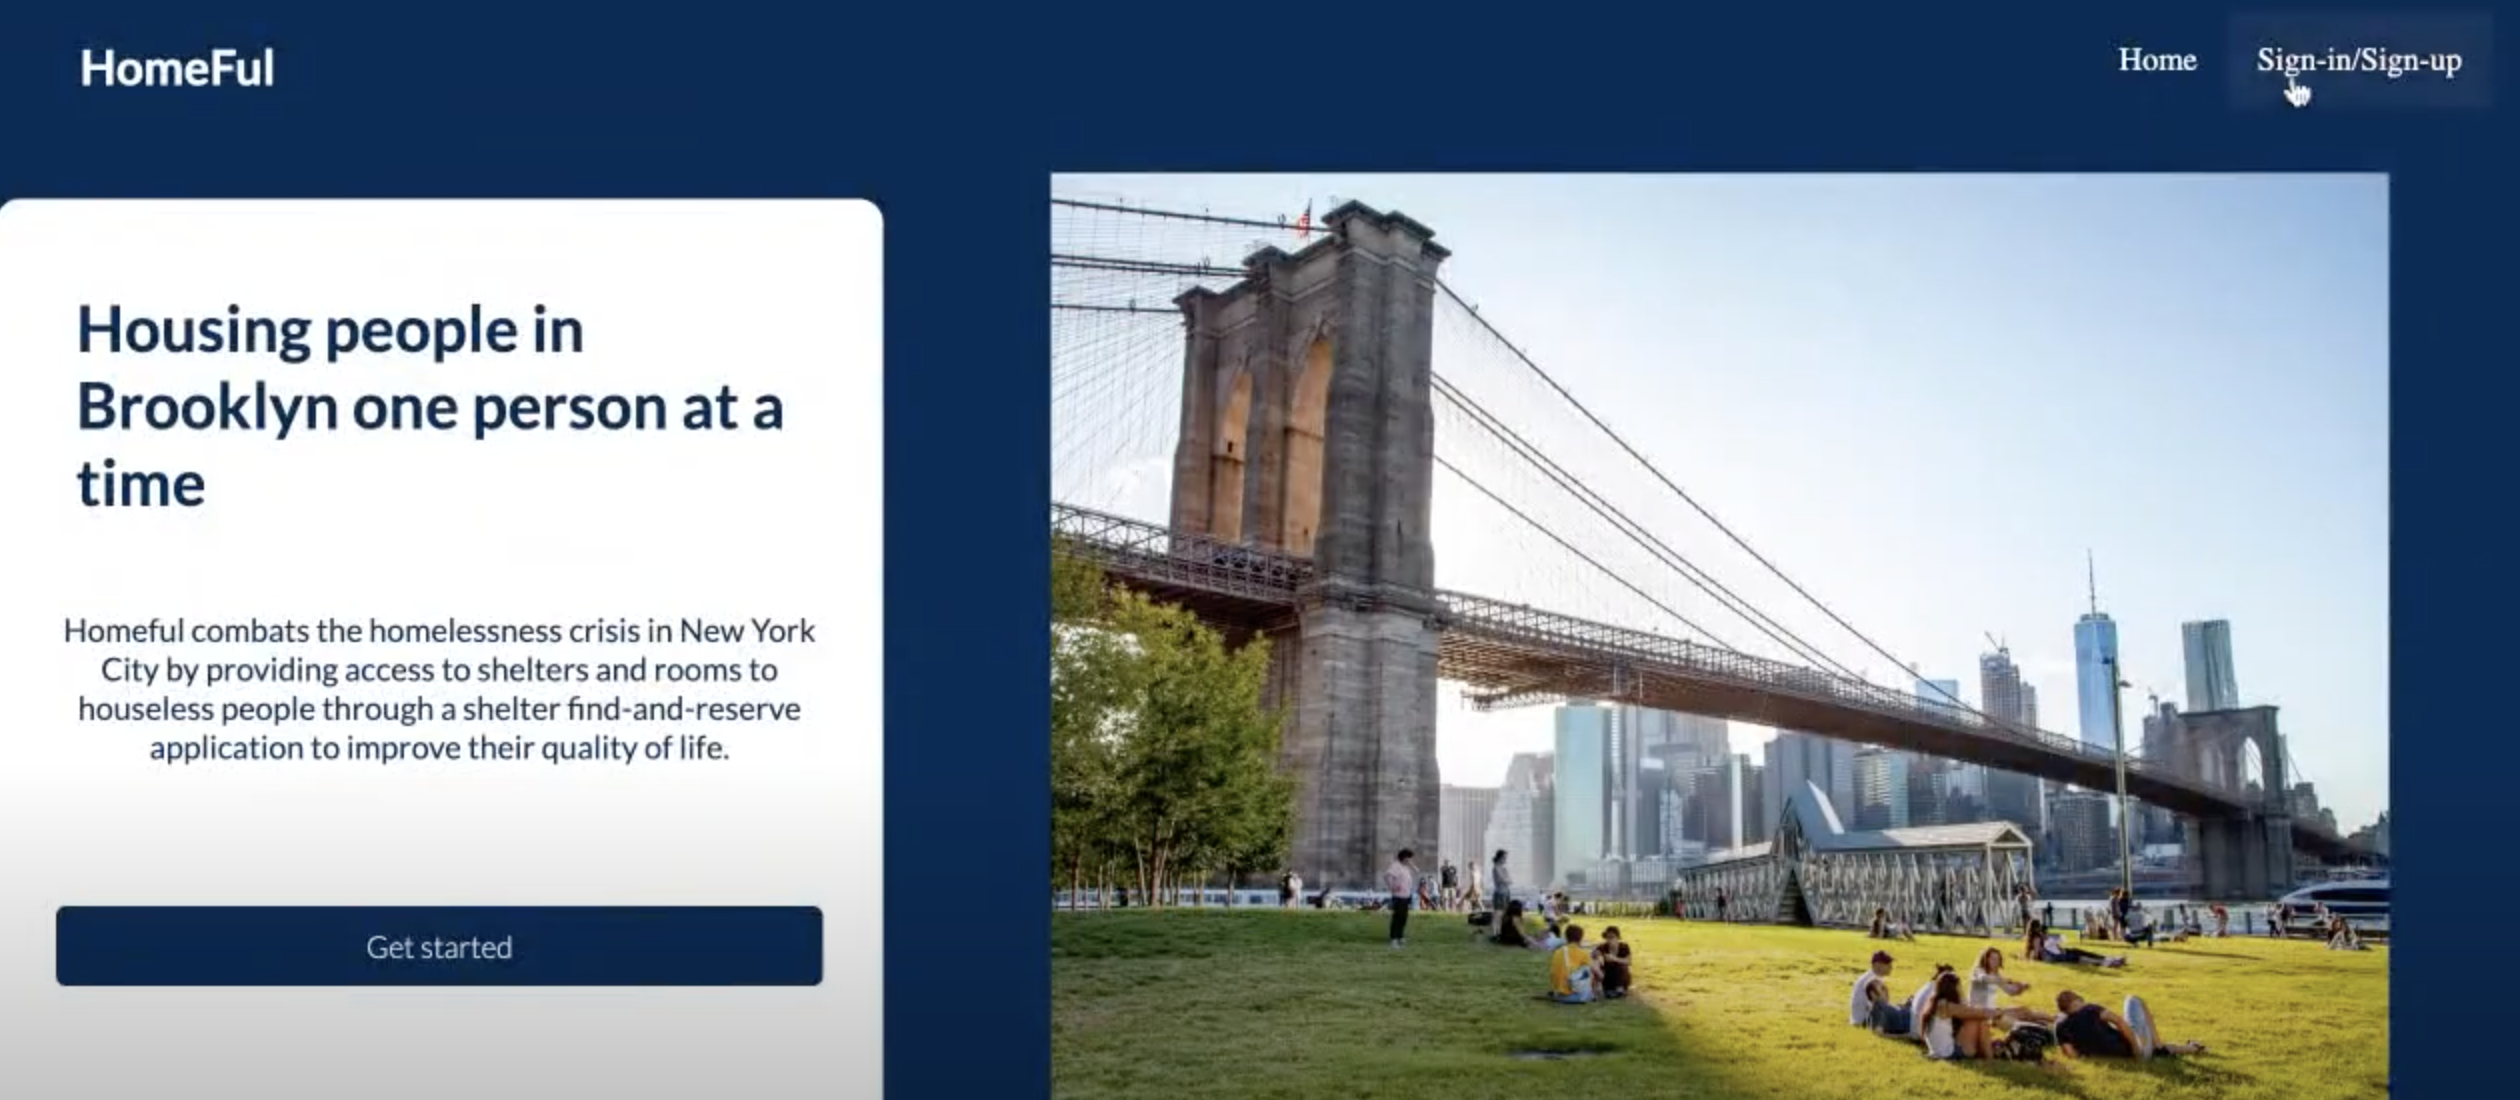 HomeFul
Home
Sign-in/Sign-up
Housing people in
Brooklyn one person at a
time
Homeful combats the homelessness crisis in New York
City by providing access to shelters and rooms to
houseless people through a shelter find-and-reserve
application to improve their quality of life.
Get started